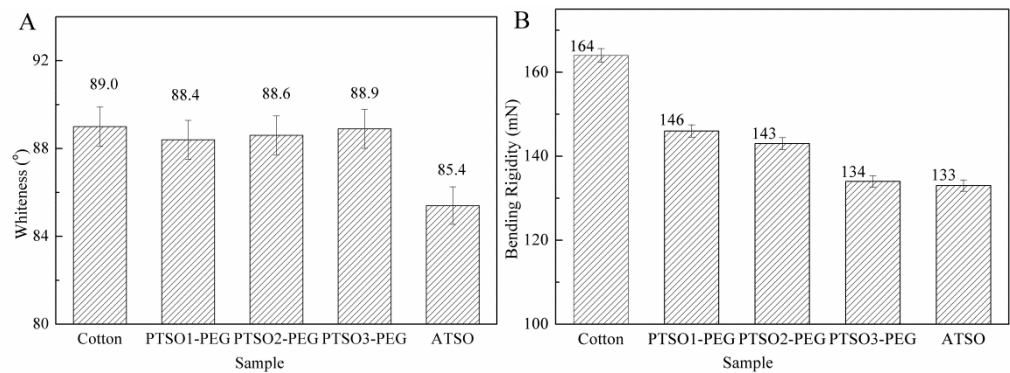 A
Whiteness (°)
92
88
84
80
89.0
88.4
88.6
88.9
85.4
Cotton PTSO1-PEG PTSO2-PEG PTSO3-PEG ATSO
Sample
B
Bending Rigidity (mN)
160
140
120
100
164
146
143
134
133
Cotton PTSO1-PEG PTSO2-PEG PTSO3-PEG ATSO
Sample